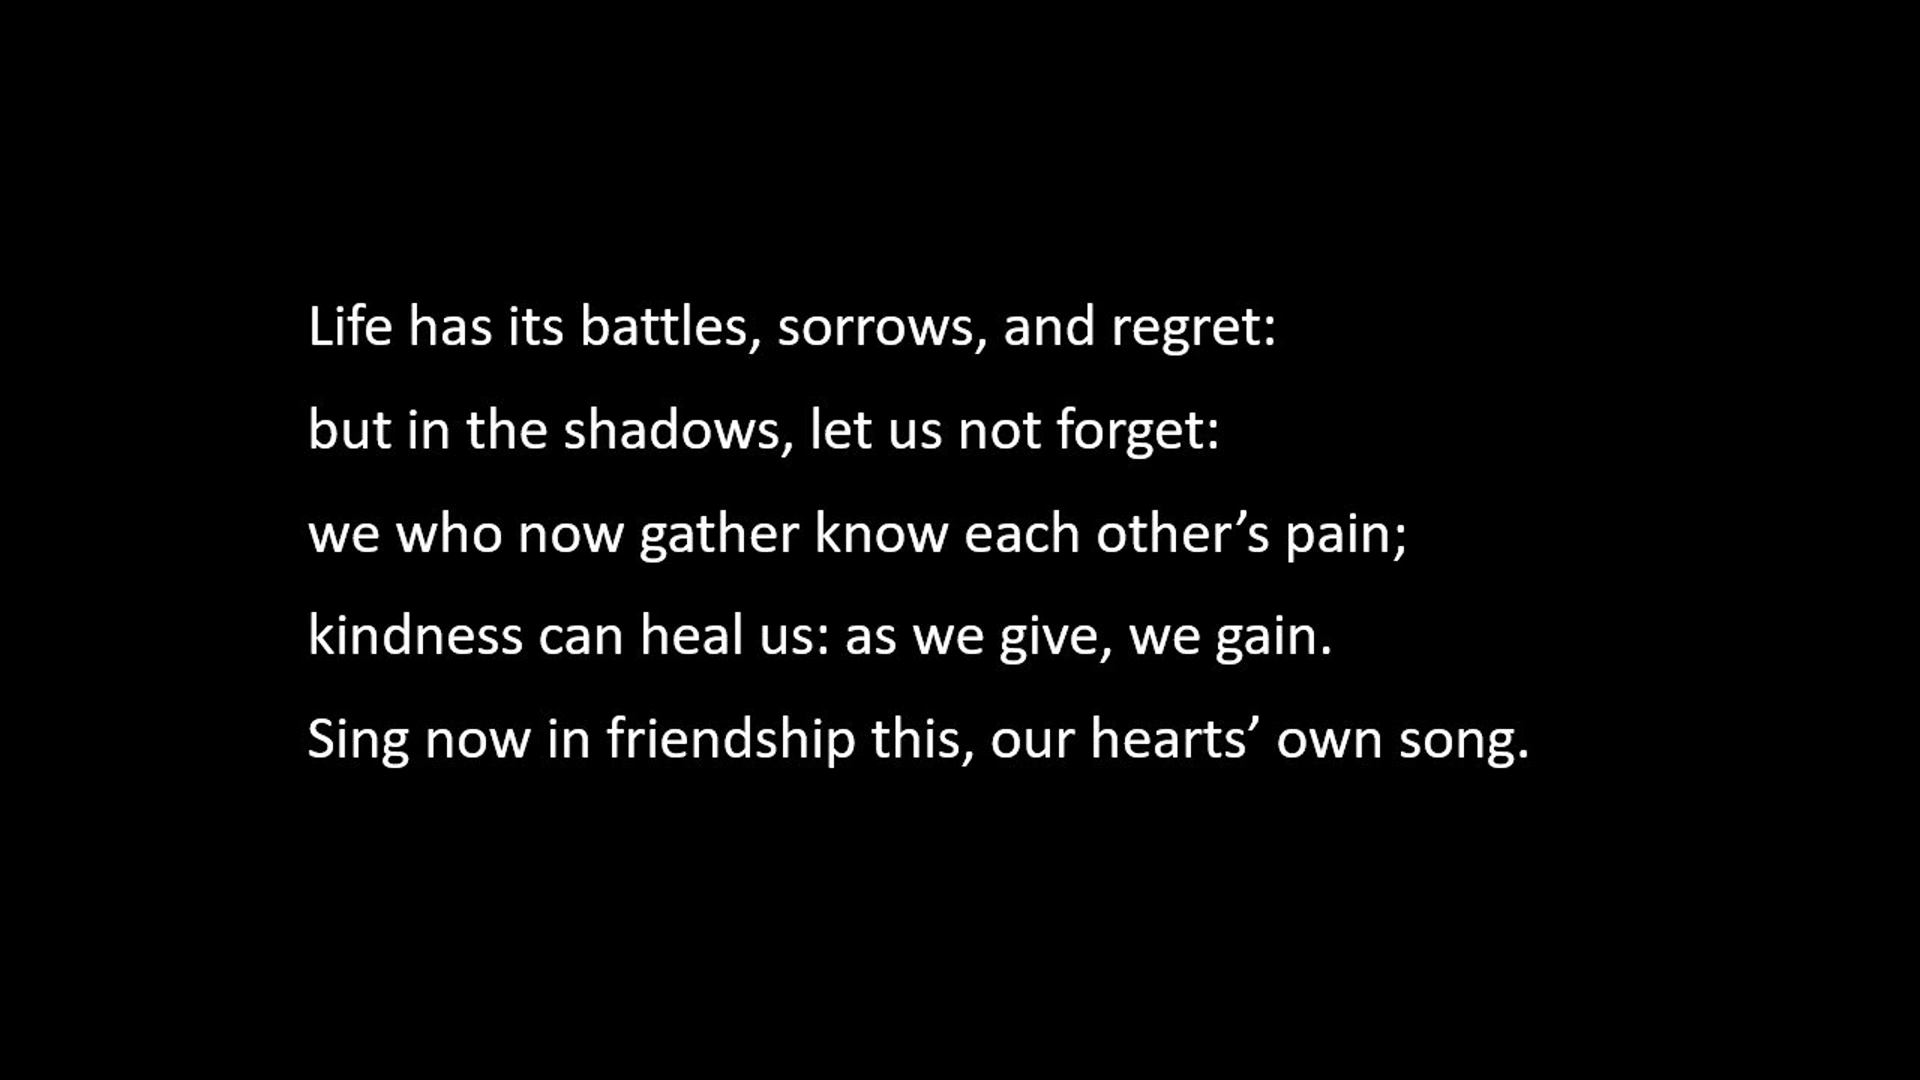 Life has its battles, sorrows, and regret:
but in the shadows, let us not forget:
we who now gather know each other’s pain;
kindness can heal us: as we give, we gain.
Sing now in friendship this, our hearts’ own song.